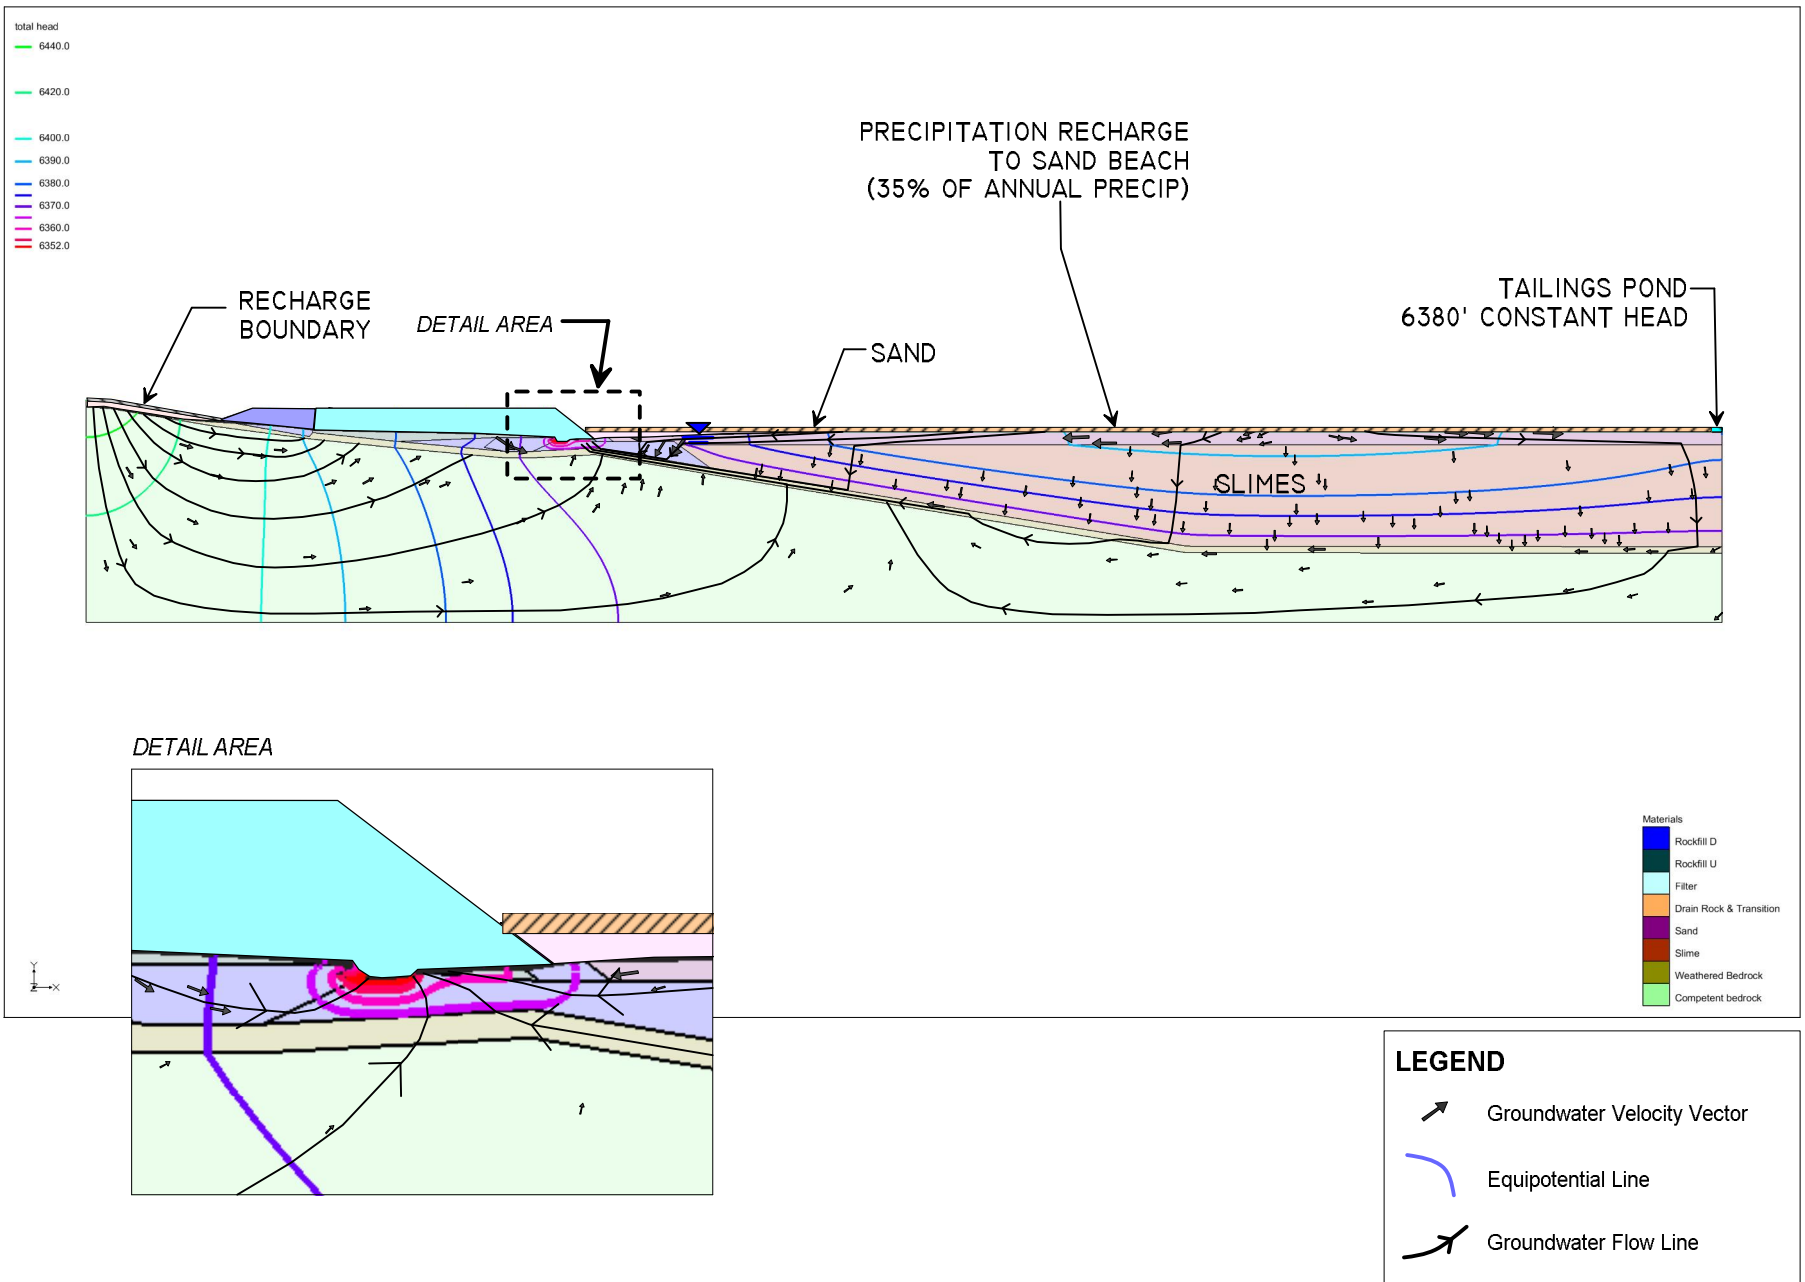 total head
6440.0
6420.0
6400.0
6390.0
6380.0
6370.0
6360.0
6352.0
PRECIPITATION RECHARGE
TO SAND BEACH
(35% OF ANNUAL PRECIP)
RECHARGE
BOUNDARY
DETAIL AREA
SAND
TAILINGS POND
6380' CONSTANT HEAD
SLIMES
DETAIL AREA
Y
Z X
Materials
Rockfill D
Rockfill U
Filter
Drain Rock & Transition
Sand
Slime
Weathered Bedrock
Competent bedrock
LEGEND
Groundwater Velocity Vector
Equipotential Line
Groundwater Flow Line